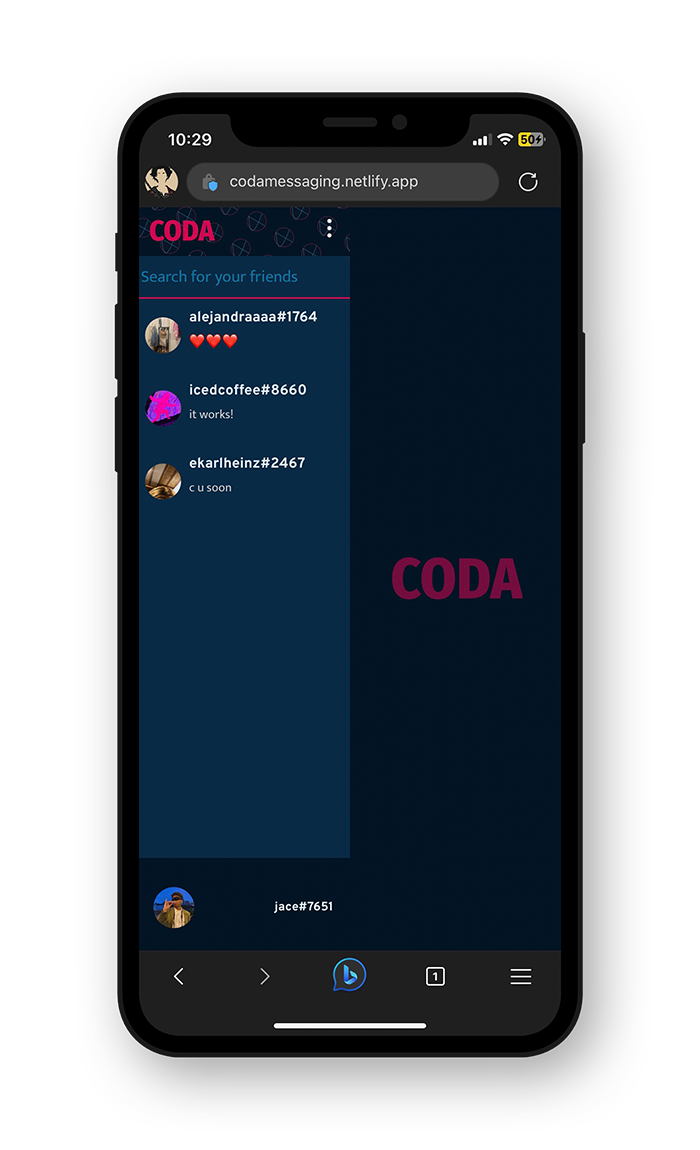 10:29
50
codamessaging.netlify.app
CODA
Search for your friends
alejandraaaa#1764
❤️❤️❤️
icedcoffee#8660
it works!
ekarlheinz#2467
c u soon
CODA
jace#7651
1